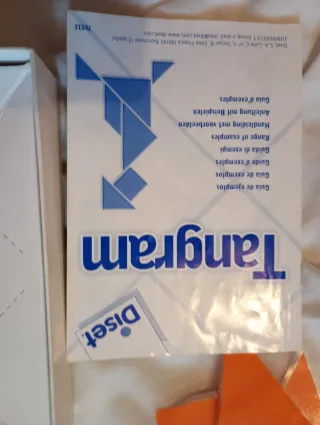 Diset
Tangram
Guía de ejemplos
Guia de exemplos
Guide d'exemples
Guida di esempi
Range of examples
Handleiding met voorbeelden
Anleitung mit Beispielen
Guia d'exemples
76511